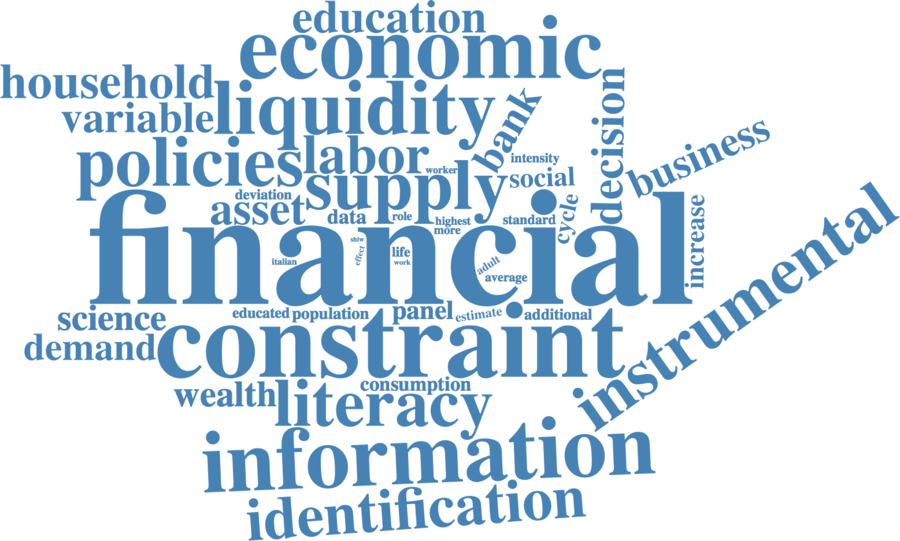 education
economic
household
liquidity
variable
bank
decision
business
policies
labor
supply
worker
intensity
social
deviation
asset
data
role
highest
more
standard
cycle
increase
financial
shiw
effect
italian
life
work
adult
average
instrumental
science
educated
population
panel
estimate
additional
demand
constraint
wealth
consumption
literacy
information
identification